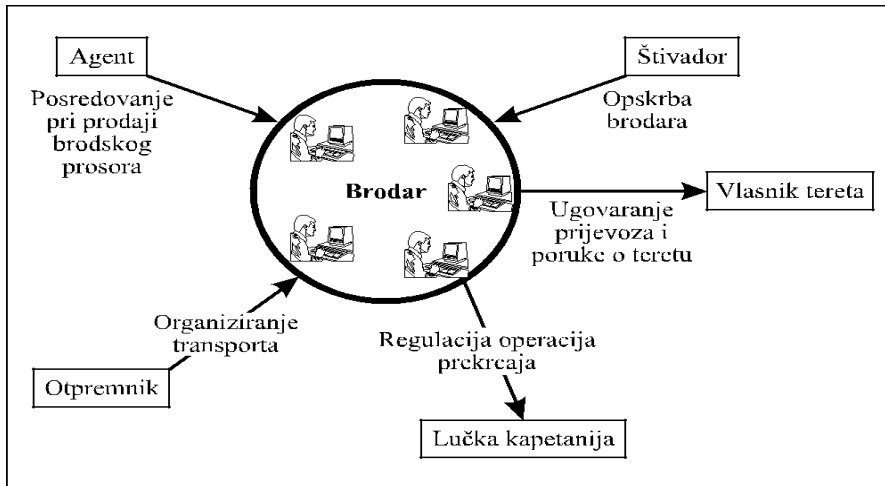 Agent
Štivador
Posredovanje
pri prodaji
brodskog
prosora
Opskrba
brodara
Brodar
Vlasnik tereta
Ugovaranje
prijevoza i
poruke o teretu
Organiziranje
transporta
Regulacija operacija
prekrcaja
Otpremnik
Lučka kapetanija